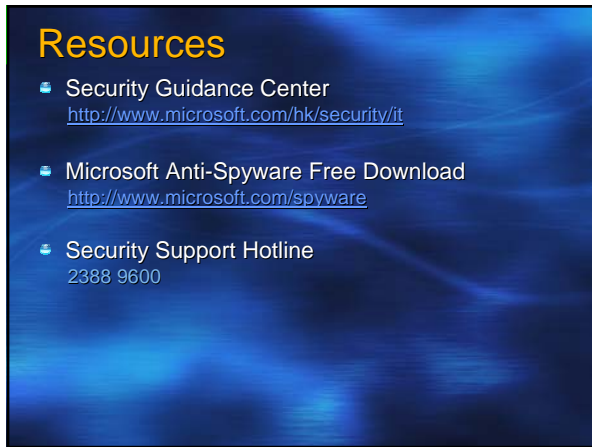 Resources
Security Guidance Center
http://www.microsoft.com/hk/security/it
Microsoft Anti-Spyware Free Download
http://www.microsoft.com/spyware
Security Support Hotline
2388 9600